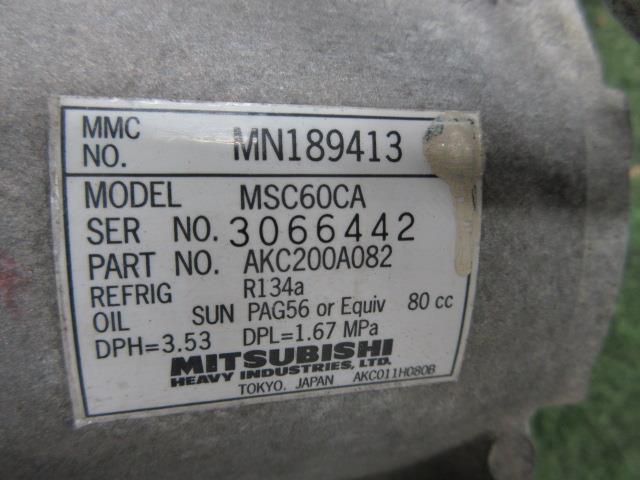 MMC NO. MN189413
MODEL MSC60CA
SER NO. 3066442
PART NO. AKC200A082
REFRIG R134a
OIL SUN PAG56 or Equiv 80 cc
DPH=3.53 DPL=1.67 MPa
MITSUBISHI
HEAVY INDUSTRIES, LTD.
TOKYO. JAPAN AKC011H080B